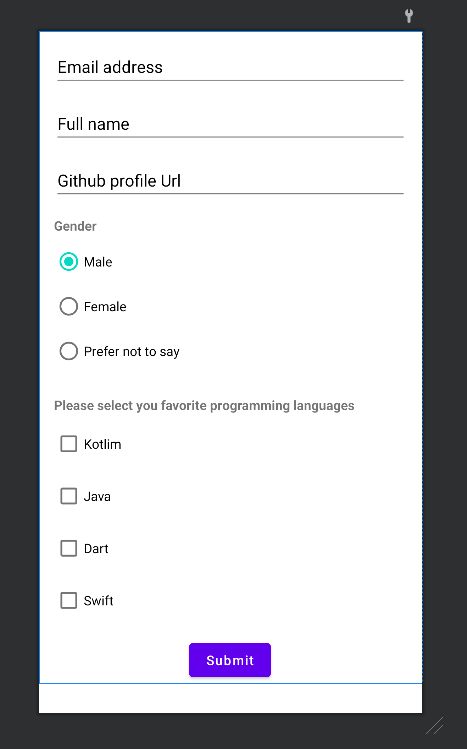 Email address
Full name
Github profile Url
Gender
Male
Female
Prefer not to say
Please select you favorite programming languages
Kotlim
Java
Dart
Swift
Submit